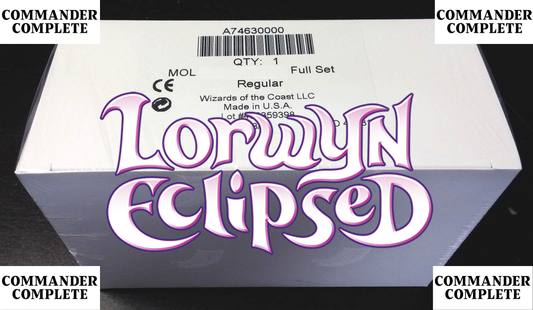 COMMANDER
COMPLETE
COMMANDER
COMPLETE
A74630000
QTY: 1
MOL
Full Set
Regular
Wizards of the Coast LLC
Made in U.S.A.
Lot
LORWYN
ECLIPSED
COMMANDER
COMPLETE
COMMANDER
COMPLETE